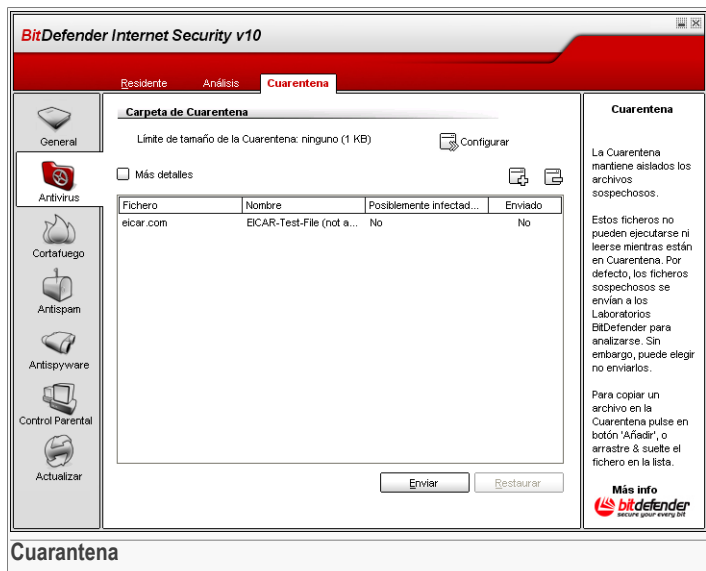 BitDefender Internet Security v10
Residente
Análisis
Cuarentena
General
Antivirus
Cortafuego
Antispam
Antispyware
Control Parental
Actualizar
Carpeta de Cuarentena
Límite de tamaño de la Cuarentena: ninguno (1 KB)
Configurar
Más detalles
Fichero
Nombre
Posiblemente infectad...
Enviado
eicar.com
EICAR-Test-File (not a...
No
No
Enviar
Restaurar
Cuarentena
La Cuarentena
mantiene aislados los
archivos
sospechosos.
Estos ficheros no
pueden ejecutarse ni
leerse mientras están
en Cuarentena. Por
defecto, los ficheros
sospechosos se
envían a los
Laboratorios
BitDefender para
analizarse. Sin
embargo, puede elegir
no enviarlos.
Para copiar un
archivo en la
Cuarentena pulse en
botón 'Añadir', o
arrastre & suelte el
fichero en la lista.
Más info
bitdefender
secure your every bit
Cuarantena